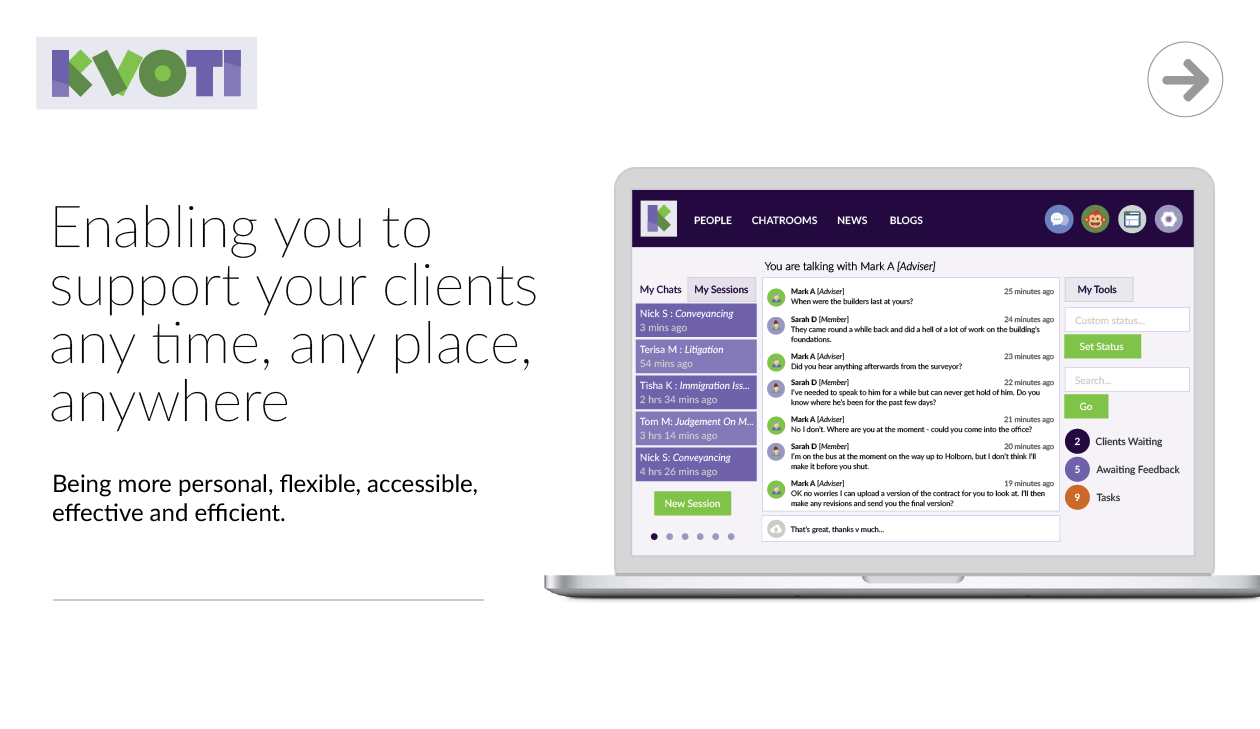 KVOTI
Enabling you to
support your clients
any time, any place,
anywhere
Being more personal, flexible, accessible,
effective and efficient.
K
PEOPLE CHATROOMS NEWS BLOGS
You are talking with Mark A [Adviser]
My Chats My Sessions
Nick S : Conveyancing
3 mins ago
Terisa M : Litigation
54 mins ago
Tisha K : Immigration Iss...
2 hrs 34 mins ago
Tom M: Judgement On M...
3 hrs 14 mins ago
Nick S: Conveyancing
4 hrs 26 mins ago
New Session
Mark A [Adviser] 25 minutes ago
When were the builders last at yours?
Sarah D [Member] 24 minutes ago
They came round a while back and did a hell of a lot of work on the building's
foundations.
Mark A [Adviser] 23 minutes ago
Did you hear anything afterwards from the surveyor?
Sarah D [Member] 22 minutes ago
I've needed to speak to him for a while but can never get hold of him. Do you
know where he's been for the past few days?
Mark A [Adviser] 21 minutes ago
No I don't. Where are you at the moment - could you come into the office?
Sarah D [Member] 20 minutes ago
I'm on the bus at the moment on the way up to Holborn, but I don't think I'll
make it before you shut.
Mark A [Adviser] 19 minutes ago
OK no worries I can upload a version of the contract for you to look at. I'll then
make any revisions and send you the final version?
That's great, thanks v much...
My Tools
Custom status...
Set Status
Search...
Go
2 Clients Waiting
5 Awaiting Feedback
9 Tasks